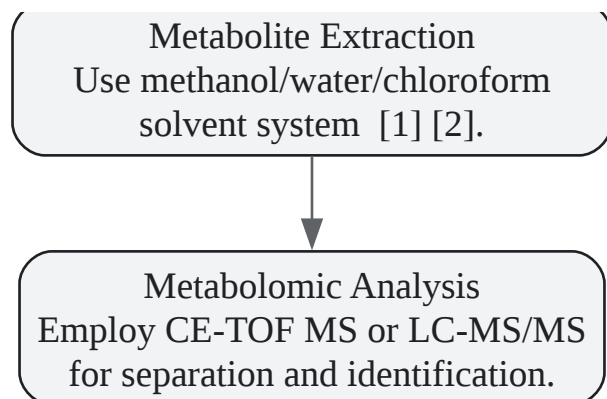 Metabolite Extraction
Use methanol/water/chloroform
solvent system [1] [2].
Metabolomic Analysis
Employ CE-TOF MS or LC-MS/MS
for separation and identification.